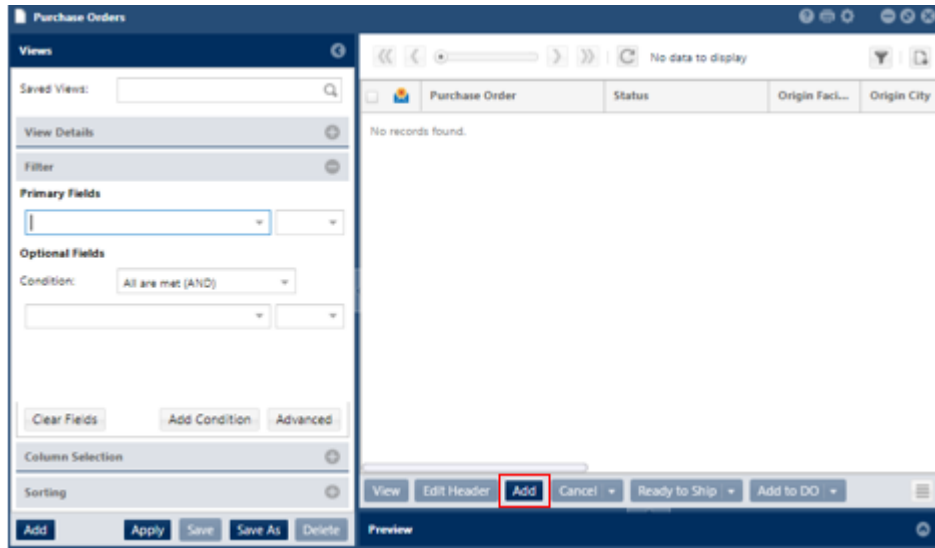 Purchase Orders
Views
Saved Views:
View Details
Filter
Primary Fields
Optional Fields
Condition: All are met (AND)
Clear Fields Add Condition Advanced
Column Selection
Sorting
Add Apply Save Save As Delete
No data to display
Purchase Order Status Origin Faci... Origin City
No records found.
View Edit Header Add Cancel Ready to Ship Add to DO
Preview